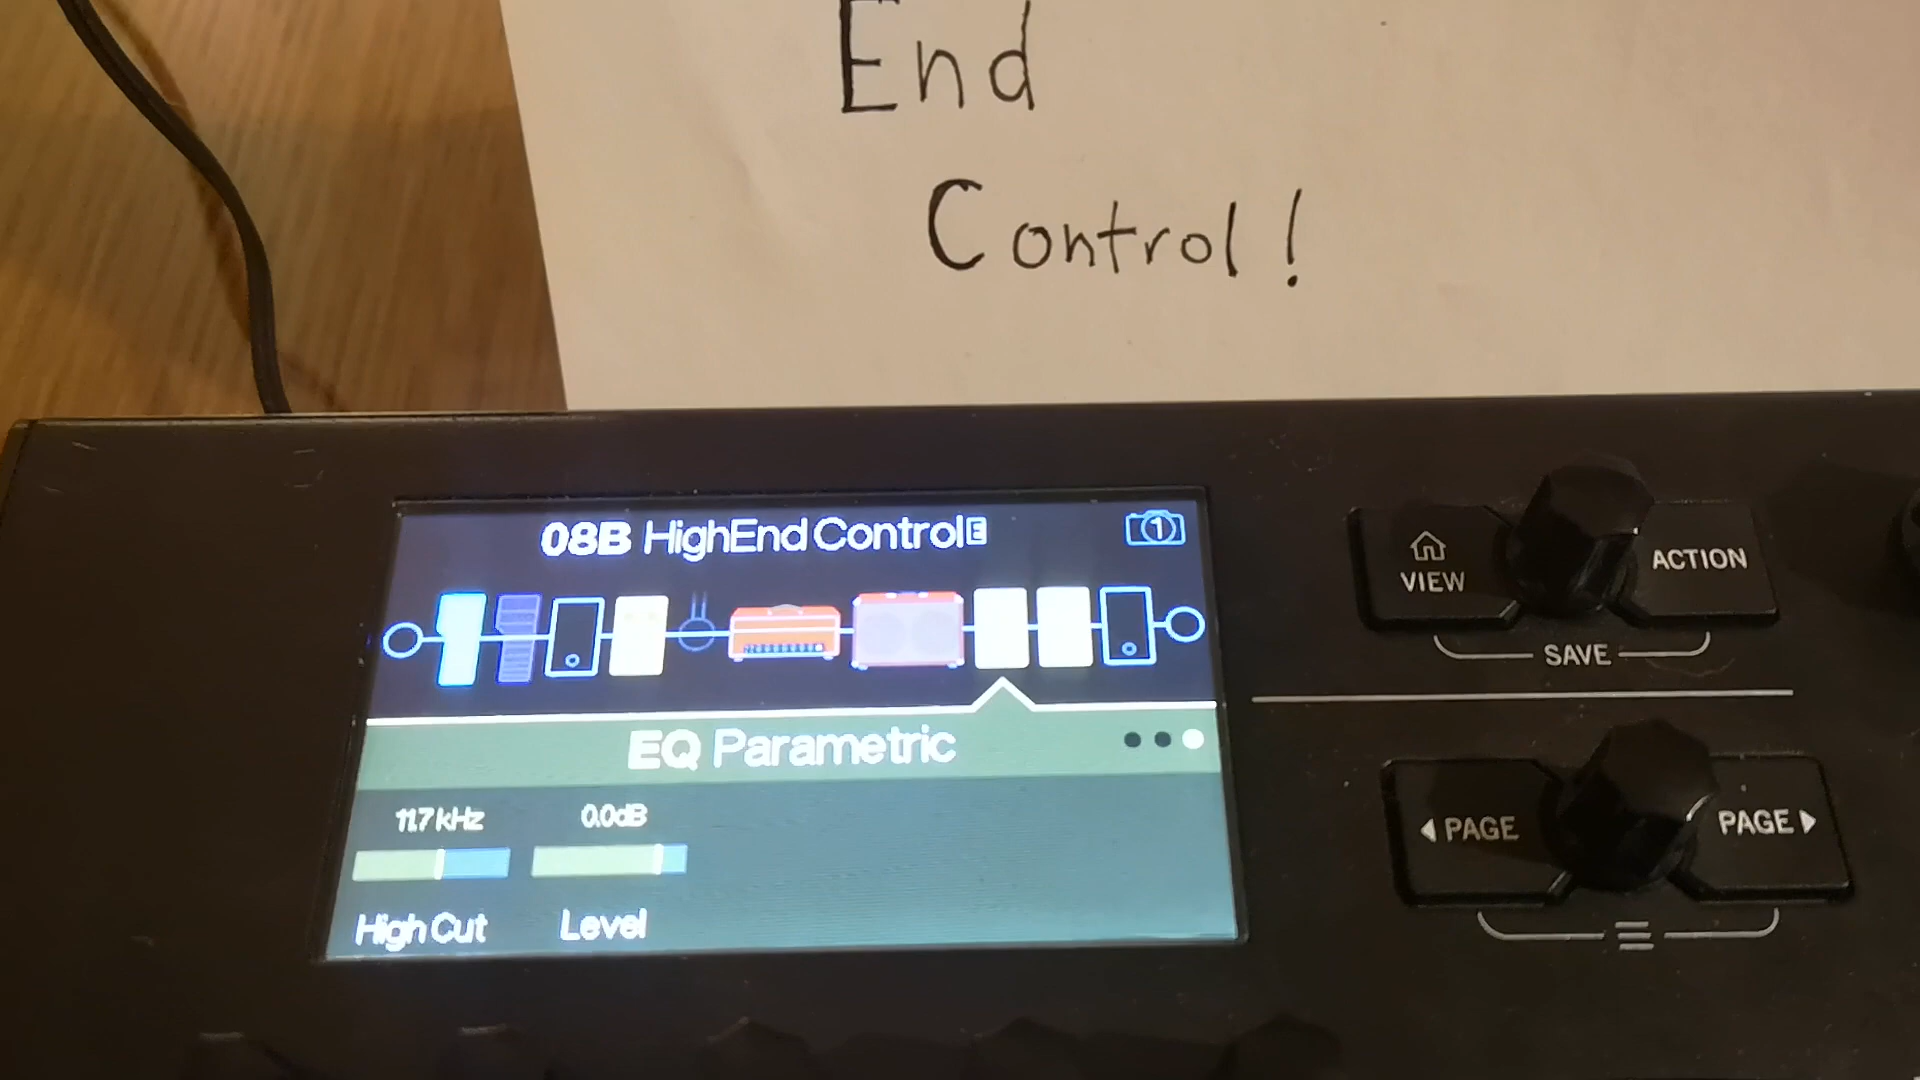 End
Control!
08B HighEnd Control E
1
EQ Parametric
11.7 kHz 0.0dB
High Cut Level
VIEW ACTION
SAVE
PAGE PAGE